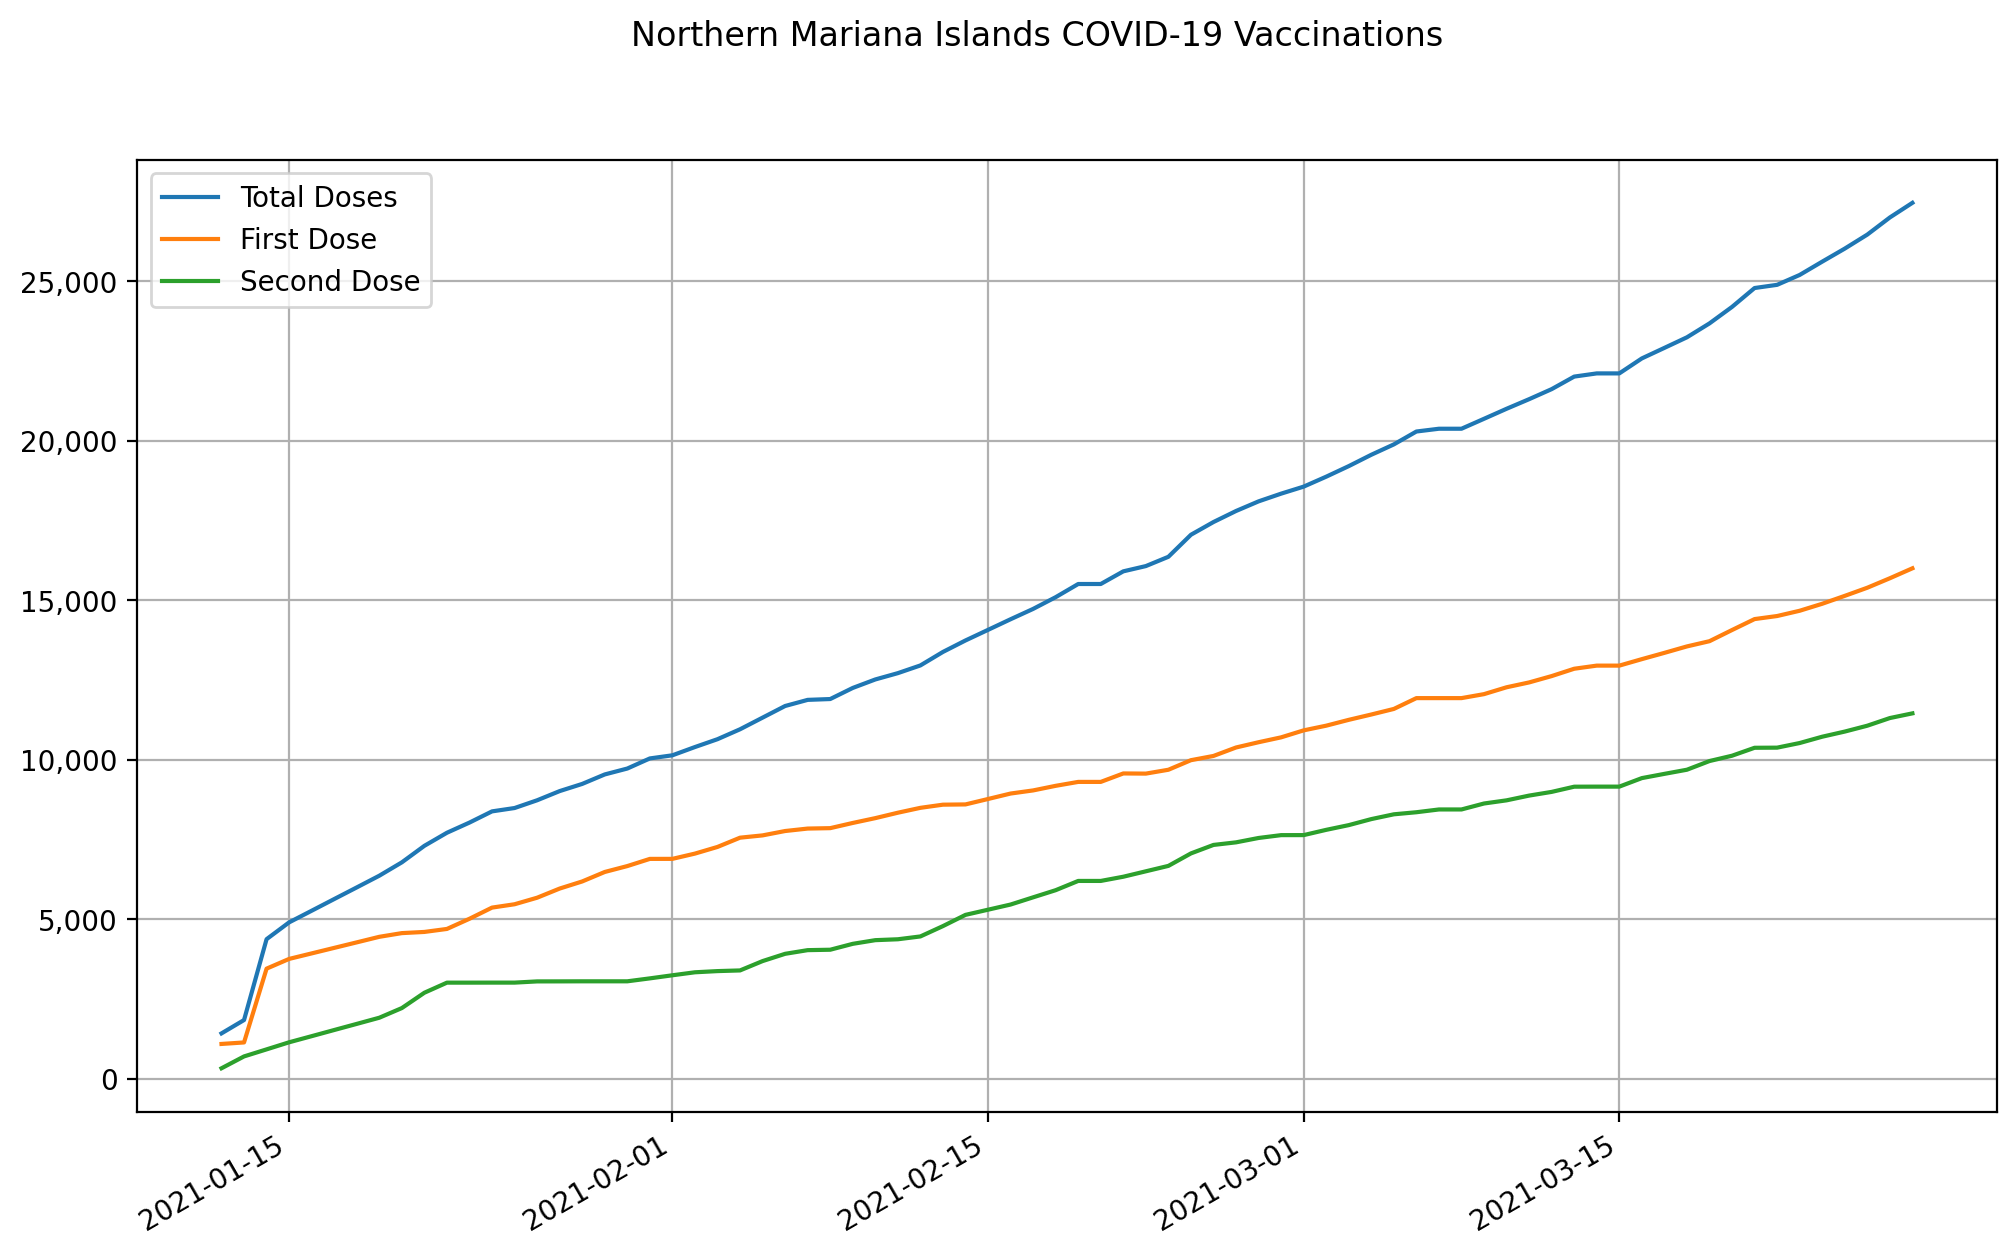 Northern Mariana Islands COVID-19 Vaccinations
Total Doses
First Dose
Second Dose
25,000
20,000
15,000
10,000
5,000
0
2021-01-15
2021-02-01
2021-02-15
2021-03-01
2021-03-15